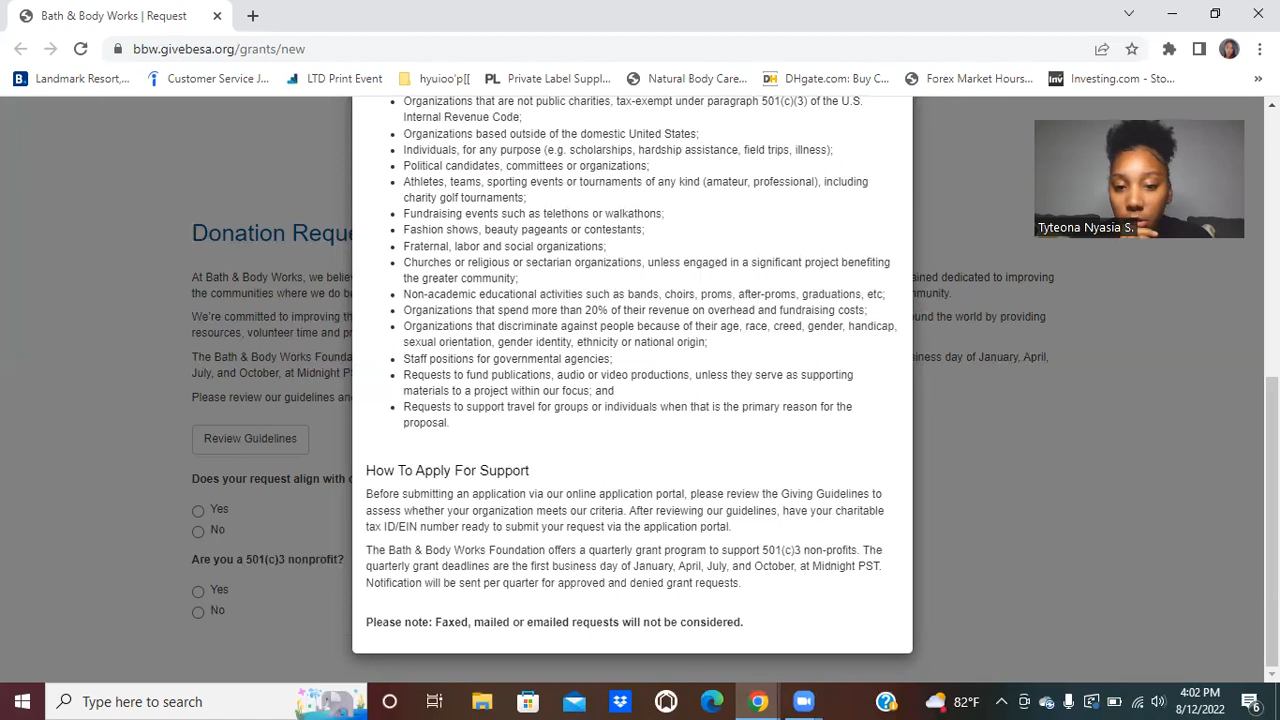 Bath & Body Works | Request
bbw.givebesa.org/grants/new
B. Landmark Resort,... Customer Service J... LTD Print Event hyuioo'p[[ PL Private Label Suppl... Natural Body Care... DH DHgate.com: Buy C... Forex Market Hours... Inv Investing.com - Sto... »
Organizations that are not public charities, tax-exempt under paragraph 501(c)(3) of the U.S.
Internal Revenue Code;
Organizations based outside of the domestic United States;
Individuals, for any purpose (e.g. scholarships, hardship assistance, field trips, illness);
Political candidates, committees or organizations;
Athletes, teams, sporting events or tournaments of any kind (amateur, professional), including
charity golf tournaments;
Fundraising events such as telethons or walkathons;
Fashion shows, beauty pageants or contestants;
Fraternal, labor and social organizations;
Churches or religious or sectarian organizations, unless engaged in a significant project benefiting
the greater community;
Non-academic educational activities such as bands, choirs, proms, after-proms, graduations, etc;
Organizations that spend more than 20% of their revenue on overhead and fundraising costs;
Organizations that discriminate against people because of their age, race, creed, gender, handicap,
sexual orientation, gender identity, ethnicity or national origin;
Staff positions for governmental agencies;
Requests to fund publications, audio or video productions, unless they serve as supporting
materials to a project within our focus; and
Requests to support travel for groups or individuals when that is the primary reason for the
proposal.
How To Apply For Support
Before submitting an application via our online application portal, please review the Giving Guidelines to
assess whether your organization meets our criteria. After reviewing our guidelines, have your charitable
tax ID/EIN number ready to submit your request via the application portal.
The Bath & Body Works Foundation offers a quarterly grant program to support 501(c)3 non-profits. The
quarterly grant deadlines are the first business day of January, April, July, and October, at Midnight PST.
Notification will be sent per quarter for approved and denied grant requests.
Please note: Faxed, mailed or emailed requests will not be considered.
Donation Reque
At Bath & Body Works, we believ
the communities where we do b
We're committed to improving th
resources, volunteer time and pr
The Bath & Body Works Founda
July, and October, at Midnight PS
Please review our guidelines and
Review Guidelines
Does your request align with o
Yes
No
Are you a 501(c)3 nonprofit?
Yes
No
eined dedicated to improving
mmunity.
ound the world by providing
siness day of January, April,
Tyteona Nyasia S.
Type here to search
82°F
4:02 PM
8/12/2022
6